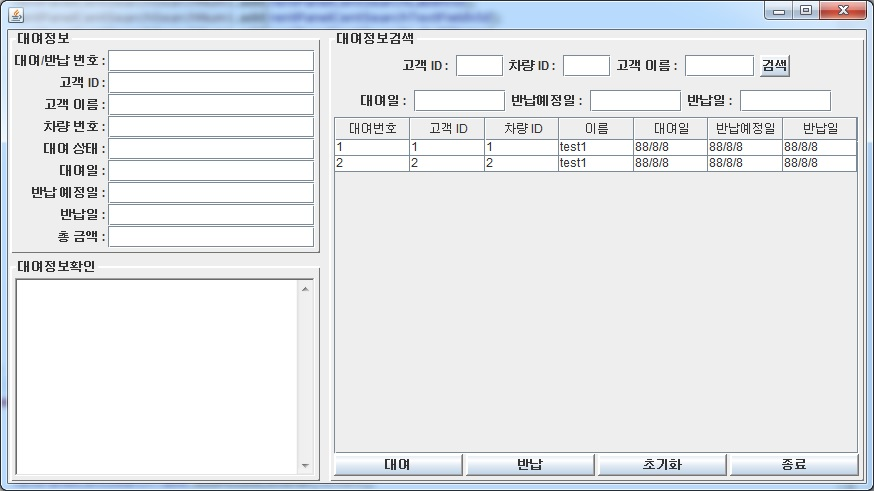 대여정보
대여/반납 번호 :
고객 ID :
고객 이름 :
차량 번호 :
대여 상태 :
대여일 :
반납 예정일 :
반납일 :
총 금액 :
대여정보확인
대여정보검색
고객 ID : 차량 ID : 고객 이름 : 검색
대여일 : 반납예정일 : 반납일 :
대여번호 고객 ID 차량 ID 이름 대여일 반납예정일 반납일
1 1 1 test1 88/8/8 88/8/8 88/8/8
2 2 2 test1 88/8/8 88/8/8 88/8/8
대여 반납 초기화 종료